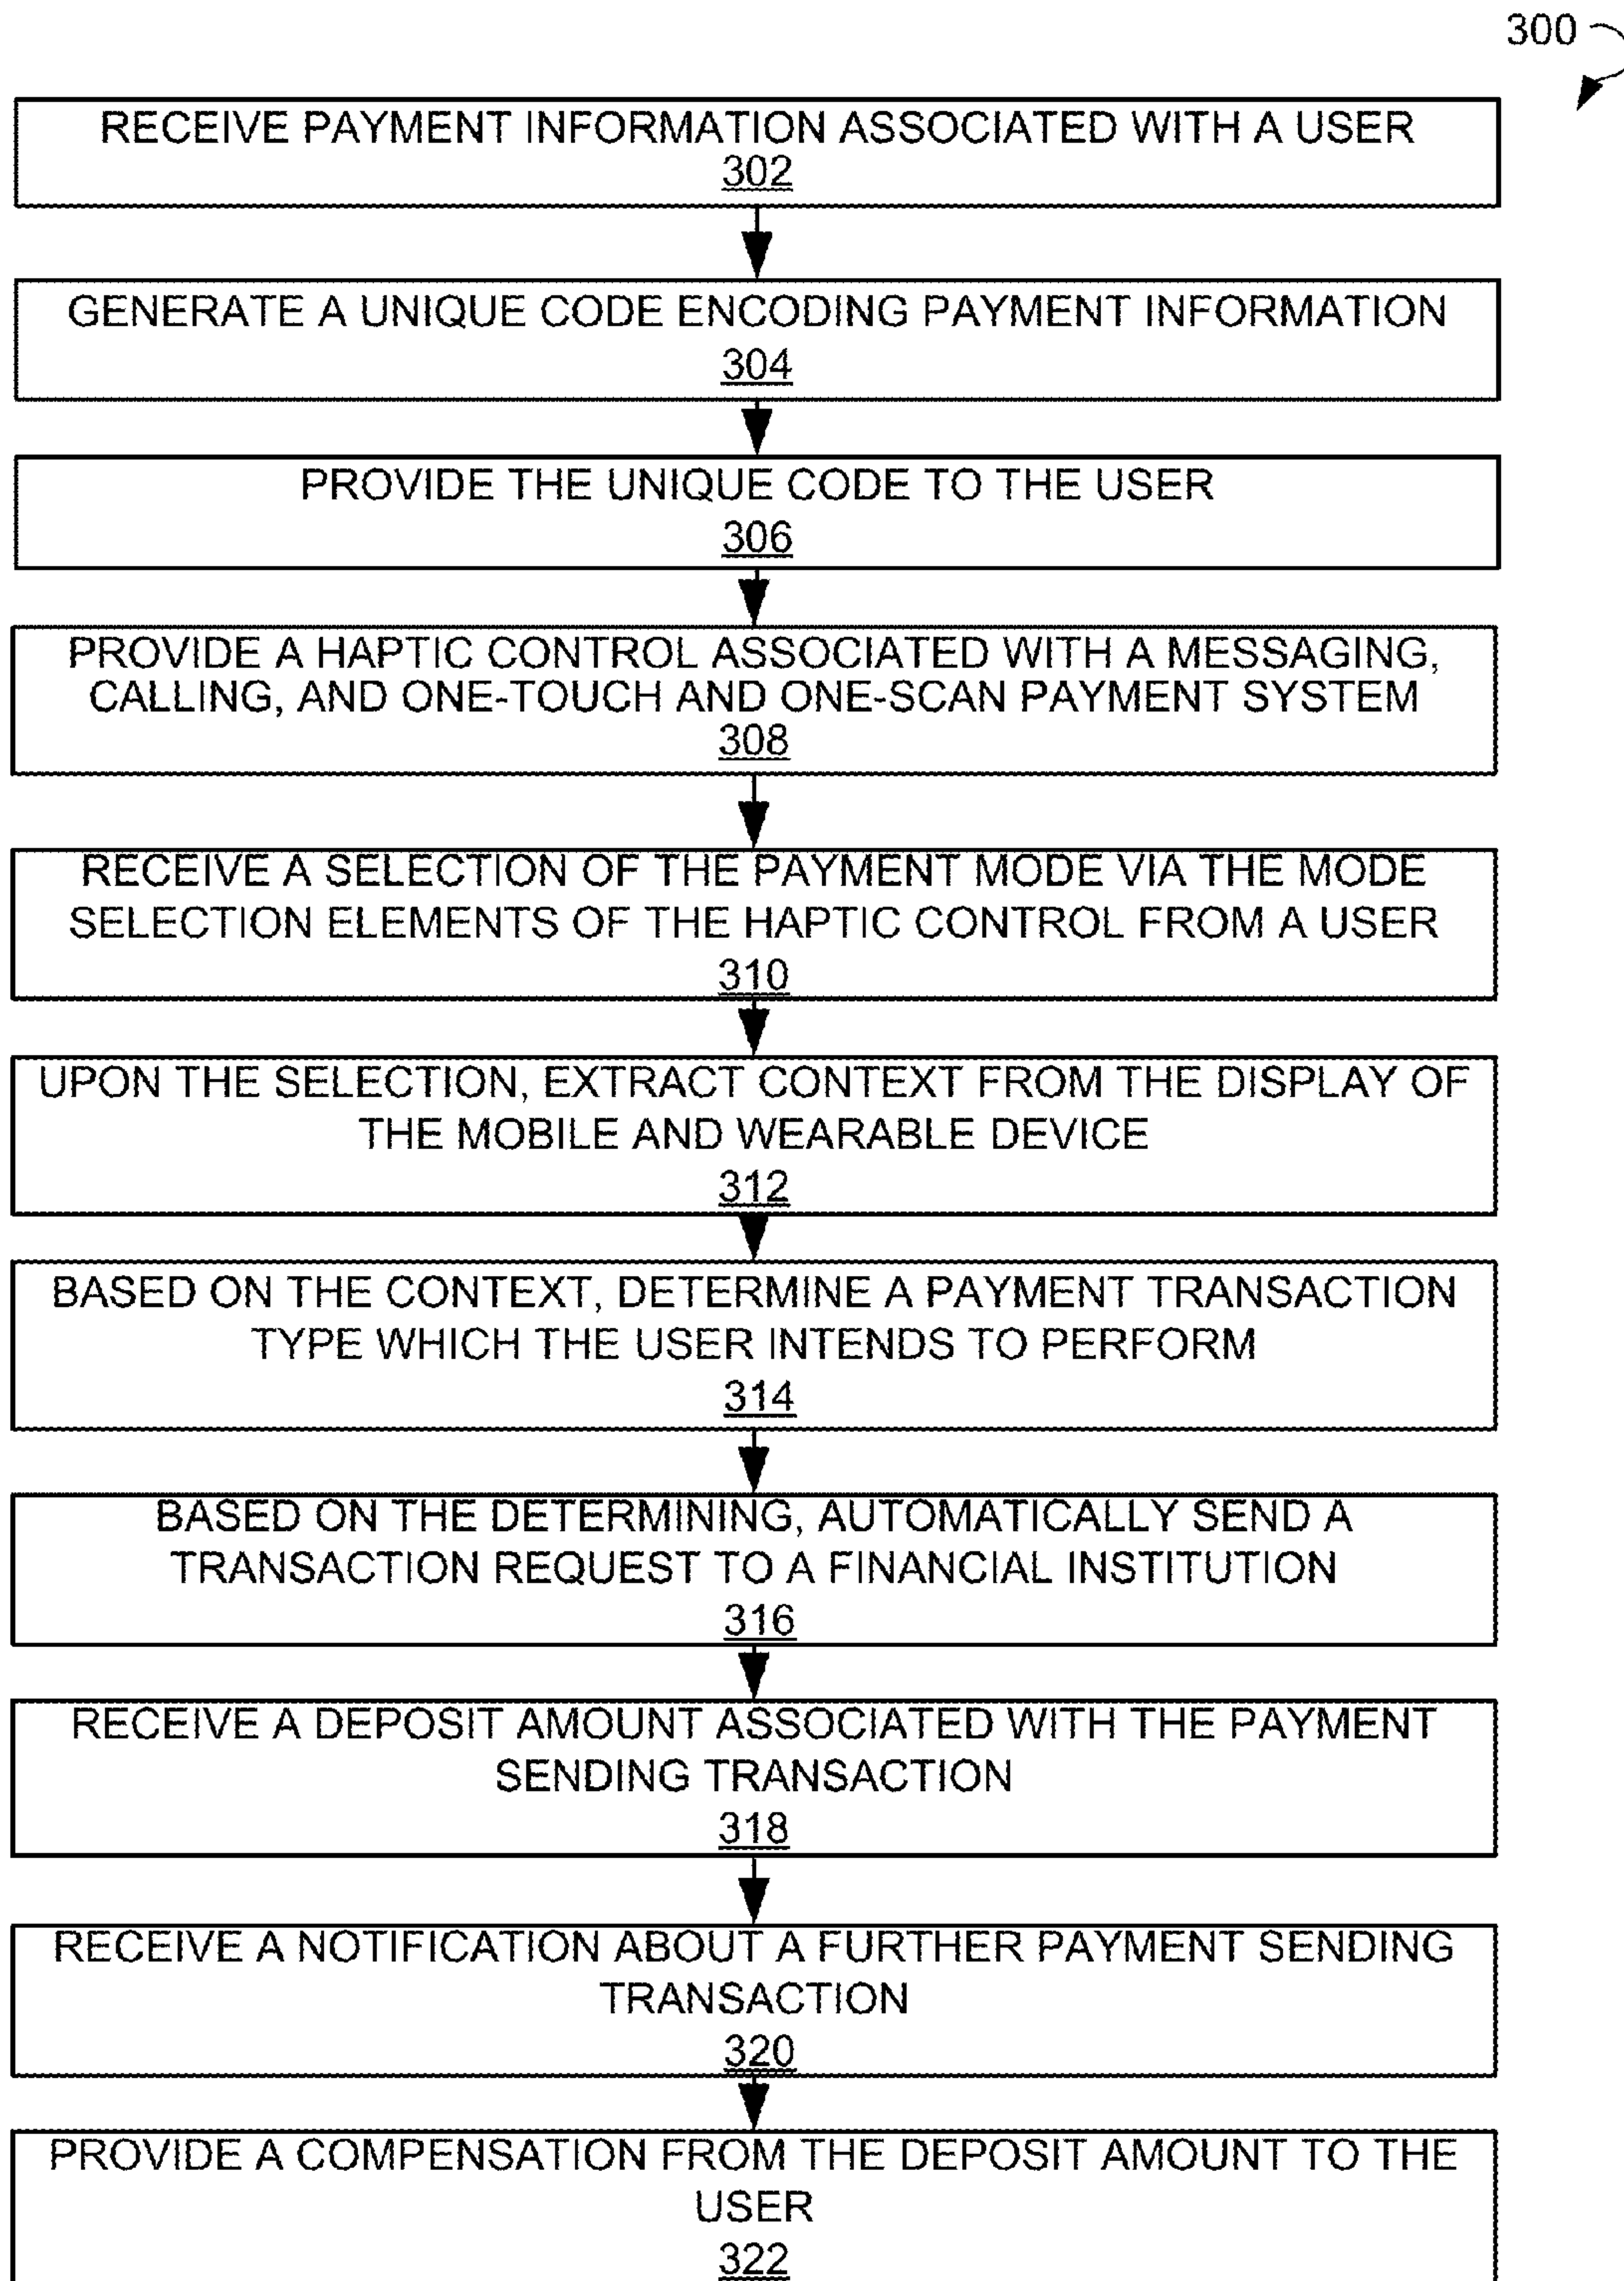 300
RECEIVE PAYMENT INFORMATION ASSOCIATED WITH A USER
302
GENERATE A UNIQUE CODE ENCODING PAYMENT INFORMATION
304
PROVIDE THE UNIQUE CODE TO THE USER
306
PROVIDE A HAPTIC CONTROL ASSOCIATED WITH A MESSAGING,
CALLING, AND ONE-TOUCH AND ONE-SCAN PAYMENT SYSTEM
308
RECEIVE A SELECTION OF THE PAYMENT MODE VIA THE MODE
SELECTION ELEMENTS OF THE HAPTIC CONTROL FROM A USER
310
UPON THE SELECTION, EXTRACT CONTEXT FROM THE DISPLAY OF
THE MOBILE AND WEARABLE DEVICE
312
BASED ON THE CONTEXT, DETERMINE A PAYMENT TRANSACTION
TYPE WHICH THE USER INTENDS TO PERFORM
314
BASED ON THE DETERMINING, AUTOMATICALLY SEND A
TRANSACTION REQUEST TO A FINANCIAL INSTITUTION
316
RECEIVE A DEPOSIT AMOUNT ASSOCIATED WITH THE PAYMENT
SENDING TRANSACTION
318
RECEIVE A NOTIFICATION ABOUT A FURTHER PAYMENT SENDING
TRANSACTION
320
PROVIDE A COMPENSATION FROM THE DEPOSIT AMOUNT TO THE
USER
322